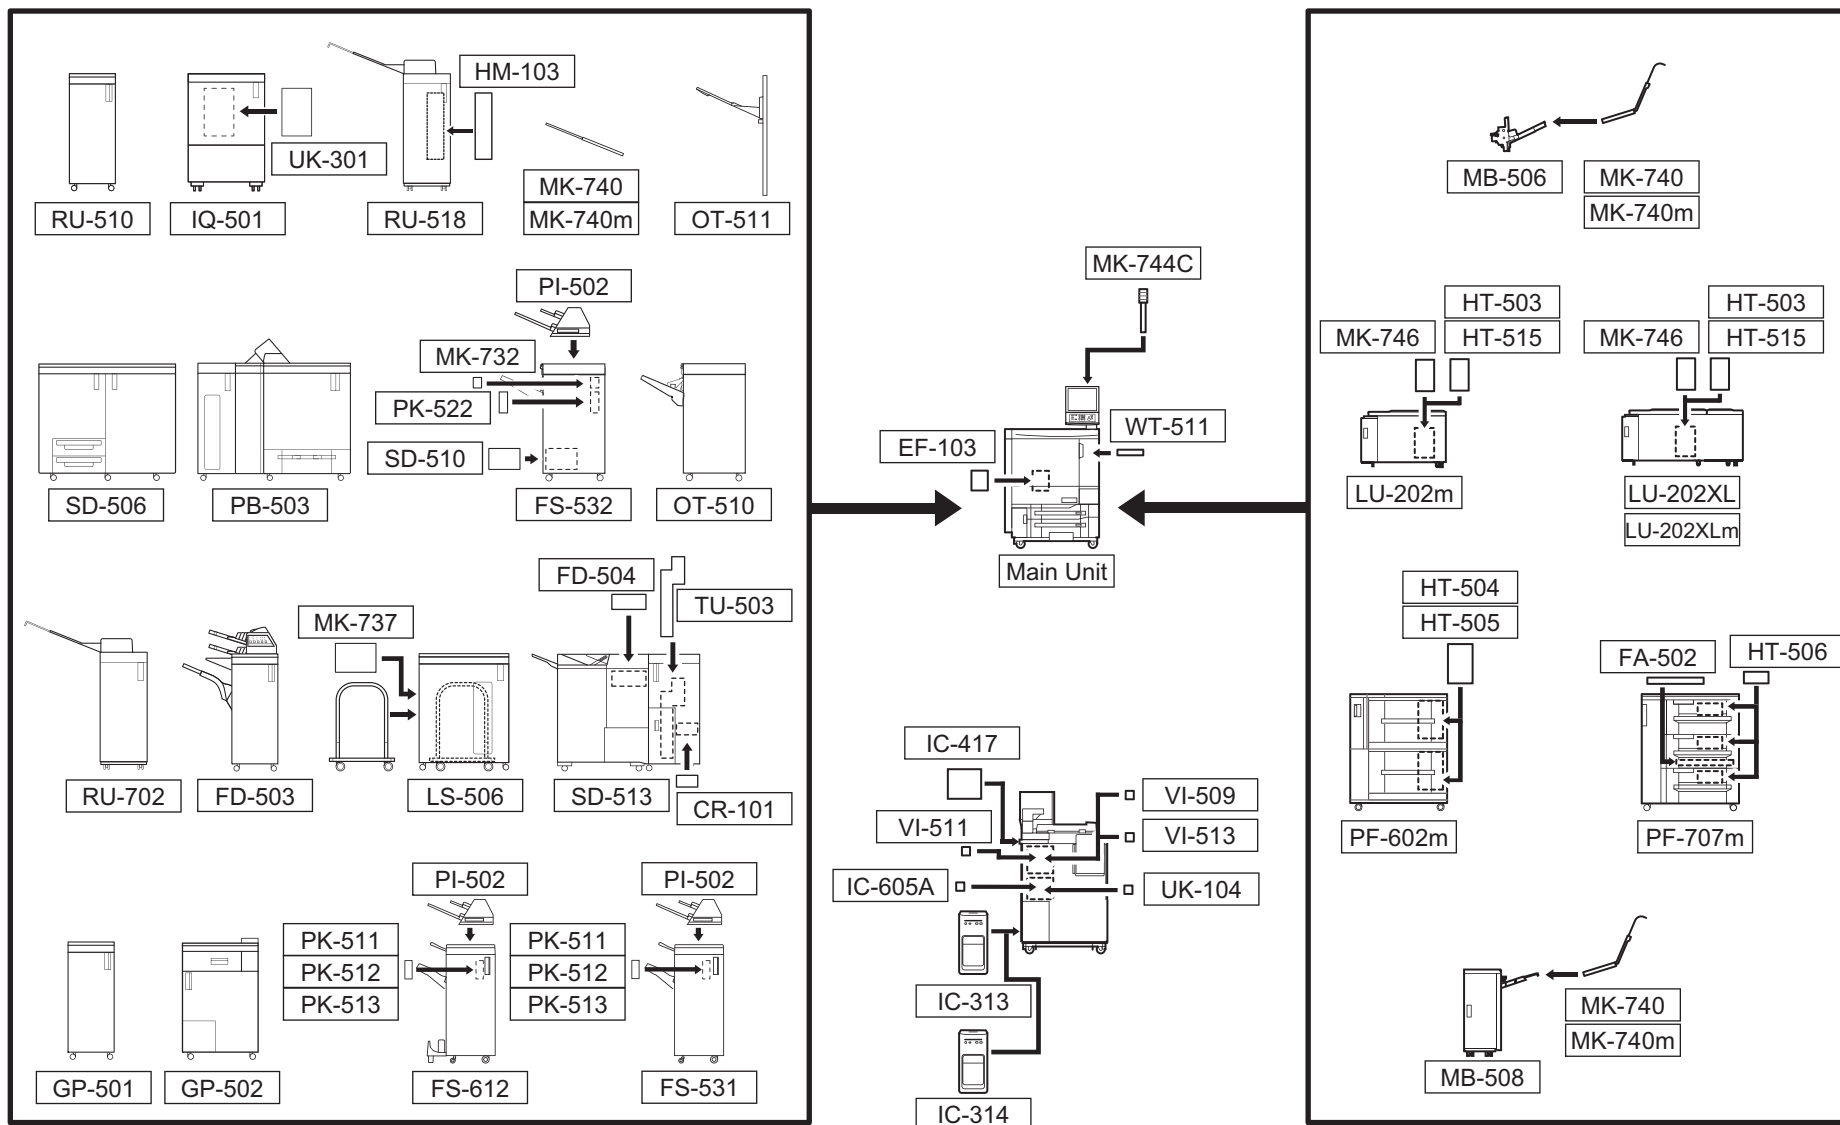 HM-103
UK-301
MK-740
MK-740m
RU-510
IQ-501
RU-518
OT-511
PI-502
MK-732
PK-522
SD-510
SD-506
PB-503
FS-532
OT-510
FD-504
TU-503
MK-737
RU-702
FD-503
LS-506
SD-513
CR-101
PI-502
PI-502
PK-511
PK-512
PK-513
PK-511
PK-512
PK-513
GP-501
GP-502
FS-612
FS-531
MK-744C
WT-511
EF-103
Main Unit
IC-417
VI-509
VI-511
VI-513
IC-605A
UK-104
IC-313
IC-314
MB-506
MK-740
MK-740m
HT-503
HT-515
MK-746
HT-503
HT-515
MK-746
LU-202m
LU-202XL
LU-202XLm
HT-504
HT-505
FA-502
HT-506
PF-602m
PF-707m
MK-740
MK-740m
MB-508